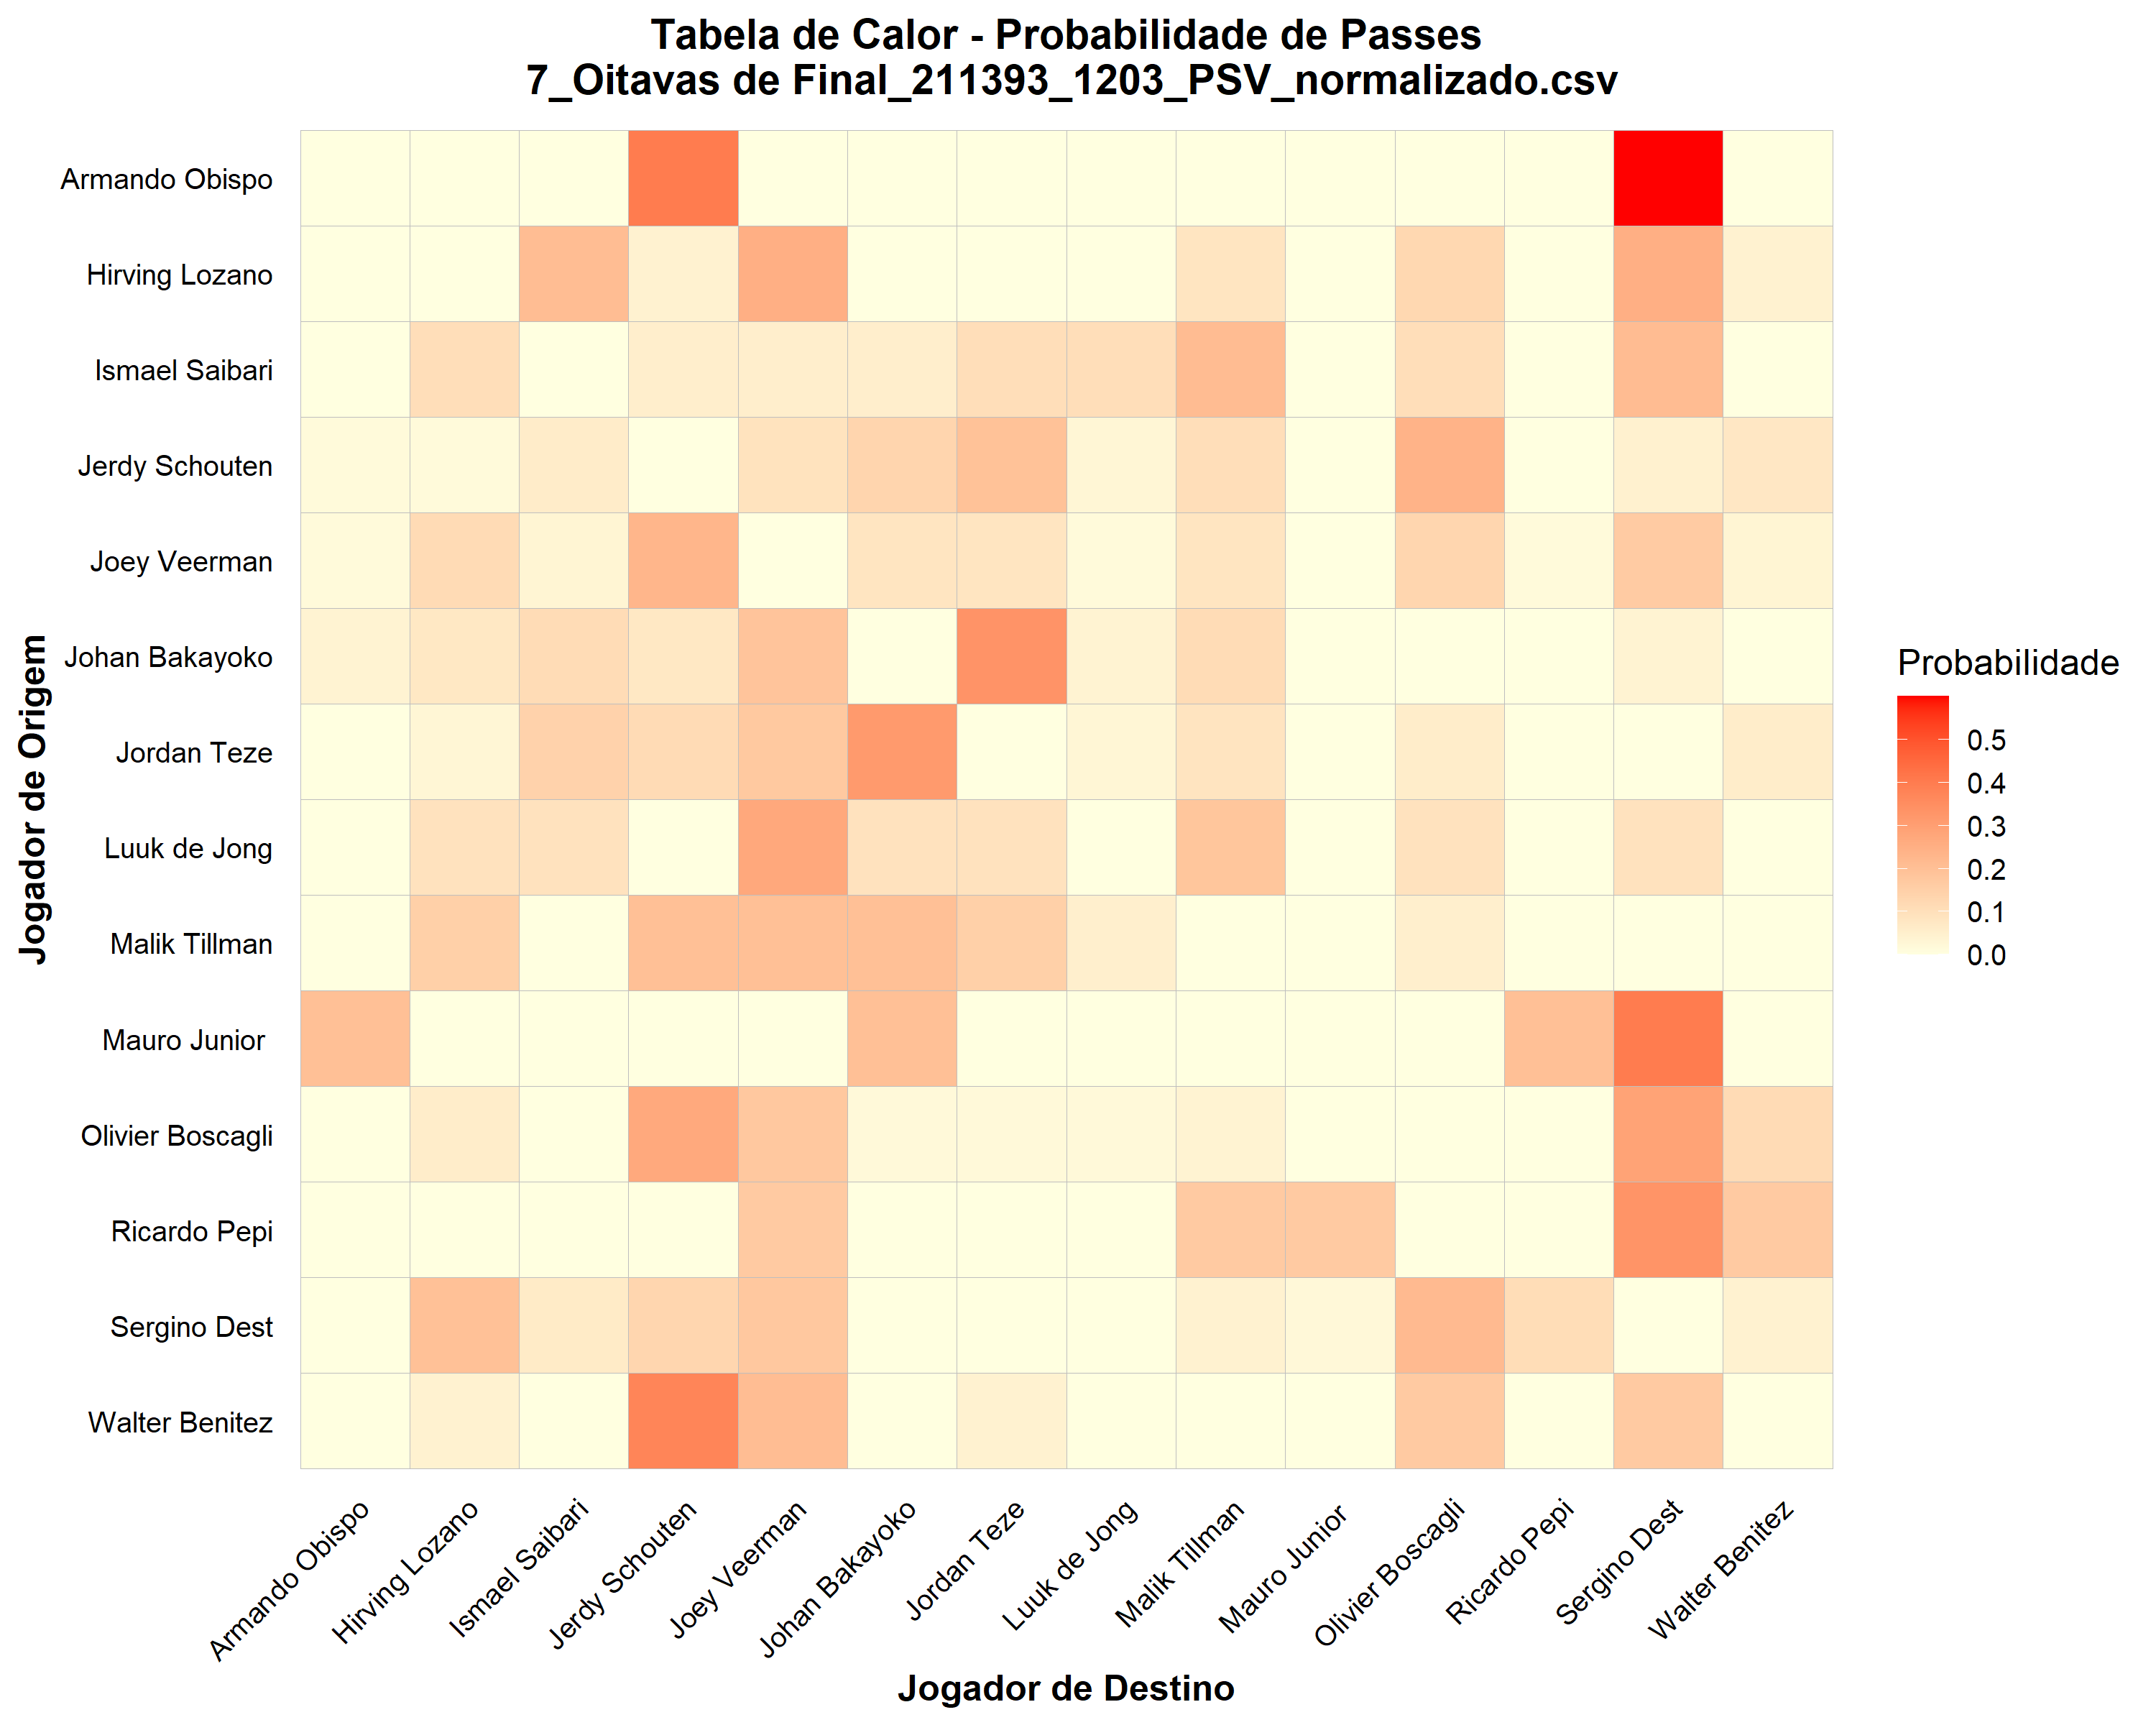 Tabela de Calor - Probabilidade de Passes
7_Oitavas de Final_211393_1203_PSV_normalizado.csv
Jogador de Origem
Armando Obispo
Hirving Lozano
Ismael Saibari
Jerdy Schouten
Joey Veerman
Johan Bakayoko
Jordan Teze
Luuk de Jong
Malik Tillman
Mauro Junior
Olivier Boscagli
Ricardo Pepi
Sergino Dest
Walter Benitez
Armando Obispo
Hirving Lozano
Ismael Saibari
Jerdy Schouten
Joey Veerman
Johan Bakayoko
Jordan Teze
Luuk de Jong
Malik Tillman
Mauro Junior
Olivier Boscagli
Ricardo Pepi
Sergino Dest
Walter Benitez
Jogador de Destino
Probabilidade
0.5
0.4
0.3
0.2
0.1
0.0